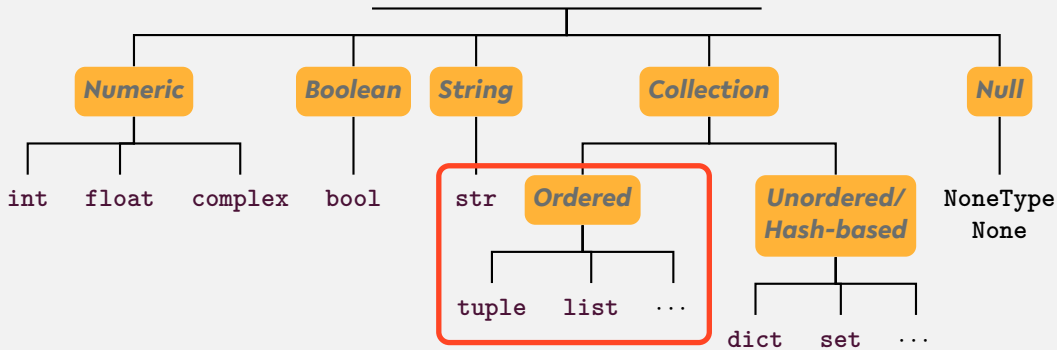 Numeric
Boolean
String
Collection
Null
int
float
complex
bool
str
Ordered
Unordered/
Hash-based
NoneType
None
tuple
list
···
dict
set
···